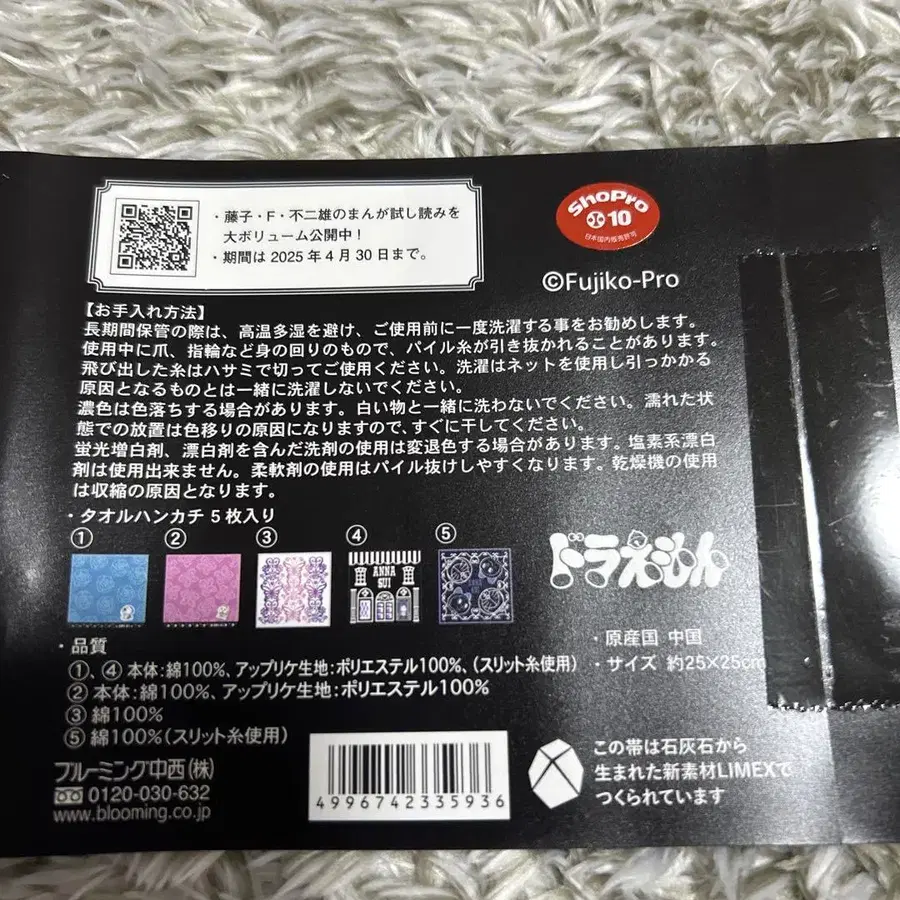 ・藤子・F・不二雄のまんが試し読みを
大ボリューム公開中!
・期間は 2025 年 4 月 30 日まで。
ShoPro
10
日本国内販売許可
©Fujiko-Pro
【お手入れ方法】
長期間保管の際は、高温多湿を避け、ご使用前に一度洗濯する事をお勧めします。
使用中に爪、指輪など身の回りのもので、パイル糸が引き抜かれることがあります。
飛び出した糸はハサミで切ってご使用ください。洗濯はネットを使用し引っかかる
原因となるものとは一緒に洗濯しないでください。
濃色は色落ちする場合があります。白い物と一緒に洗わないでください。濡れた状
態での放置は色移りの原因になりますので、すぐに干してください。
蛍光増白剤、漂白剤を含んだ洗剤の使用は変退色する場合があります。塩素系漂白
剤は使用出来ません。柔軟剤の使用はパイル抜けしやすくなります。乾燥機の使用
は収縮の原因となります。
・タオルハンカチ 5 枚入り
① ② ③ ④ ⑤
ANNA
SUI
ドラえもん
・品質
①、④ 本体:綿100%、アップリケ生地:ポリエステル100%、(スリット糸使用)
② 本体:綿100%、アップリケ生地:ポリエステル100%
③ 綿100%
⑤ 綿100%(スリット糸使用)
・原産国 中国
・サイズ 約25×25cm
ブルーミング中西(株)
0120-030-632
www.blooming.co.jp
4996742335936
この帯は石灰石から
生まれた新素材LIMEXで
つくられています